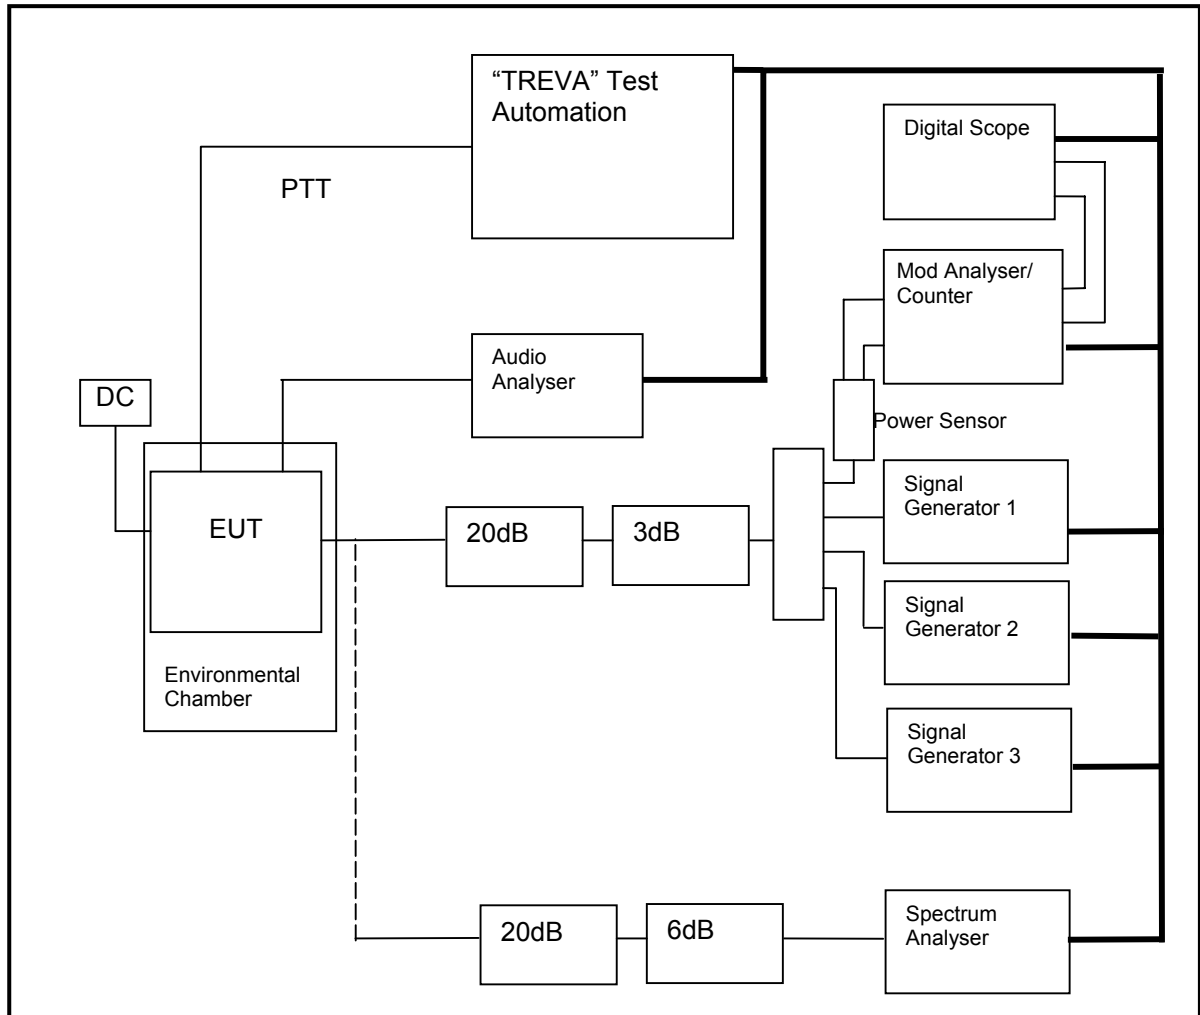 “TREVA” Test
Automation
Digital Scope
PTT
Mod Analyser/
Counter
Audio
Analyser
DC
Power Sensor
Signal
Generator 1
EUT
20dB
3dB
Signal
Generator 2
Environmental
Chamber
Signal
Generator 3
20dB
6dB
Spectrum
Analyser